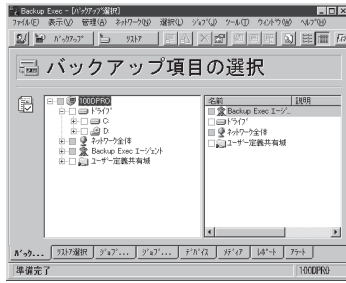 Backup Exec - [ﾊﾞｯｸｱｯﾌﾟ選択]
ﾌｧｲﾙ(F) 表示(V) 管理(A) ﾈｯﾄﾜｰｸ(W) 選択(L) ｼﾞｮﾌﾞ(J) ﾂｰﾙ(T) ｳｨﾝﾄﾞｳ(W) ﾍﾙﾌﾟ(H)
ﾊﾞｯｸｱｯﾌﾟ ﾘｽﾄｱ
バックアップ項目の選択
100DPRO
ﾄﾞﾗｲﾌﾞ
C:
D:
ﾈｯﾄﾜｰｸ全体
Backup Exec ｴｰｼﾞｪﾝﾄ
ﾕｰｻﾞｰ定義共有域
名前 説明
Backup Exec ｴｰｼﾞ...
ﾄﾞﾗｲﾌﾞ
ﾈｯﾄﾜｰｸ全体
ﾕｰｻﾞｰ定義共有域
ﾊﾞｯｸ... ﾘｽﾄｱ選択 ｼﾞｮﾌﾞ... ｼﾞｮﾌﾞ... ﾃﾞﾊﾞｲｽ ﾒﾃﾞｨｱ ﾚﾎﾟｰﾄ ｱﾗｰﾄ
準備完了 100DPRO